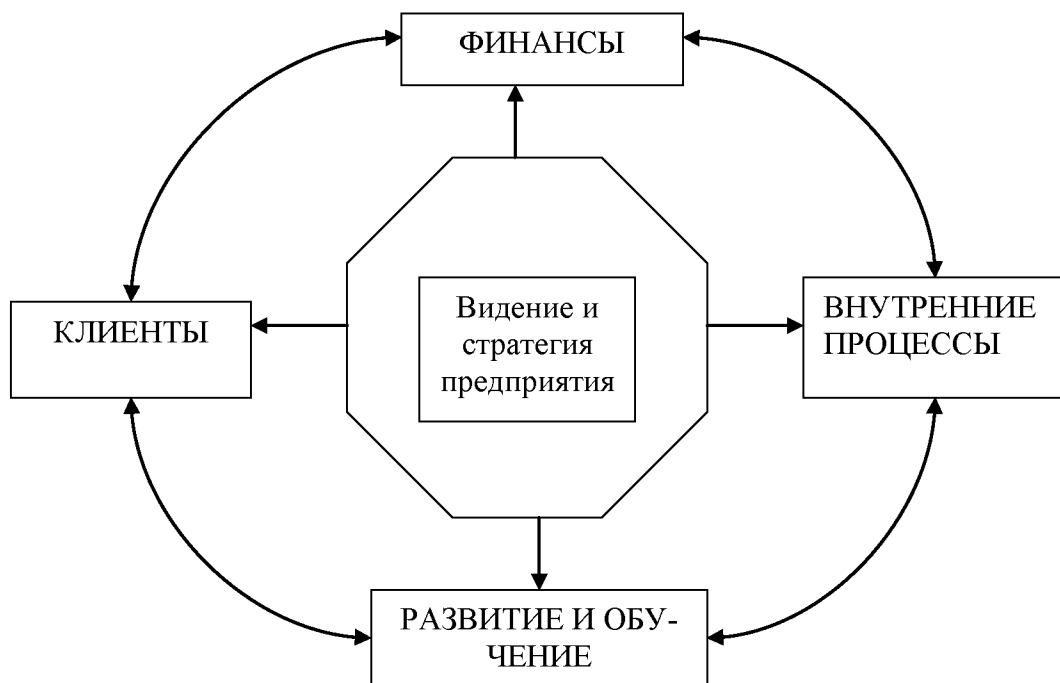 ФИНАНСЫ
КЛИЕНТЫ
Видение и
стратегия
предприятия
ВНУТРЕННИЕ
ПРОЦЕССЫ
РАЗВИТИЕ И ОБУ-
ЧЕНИЕ